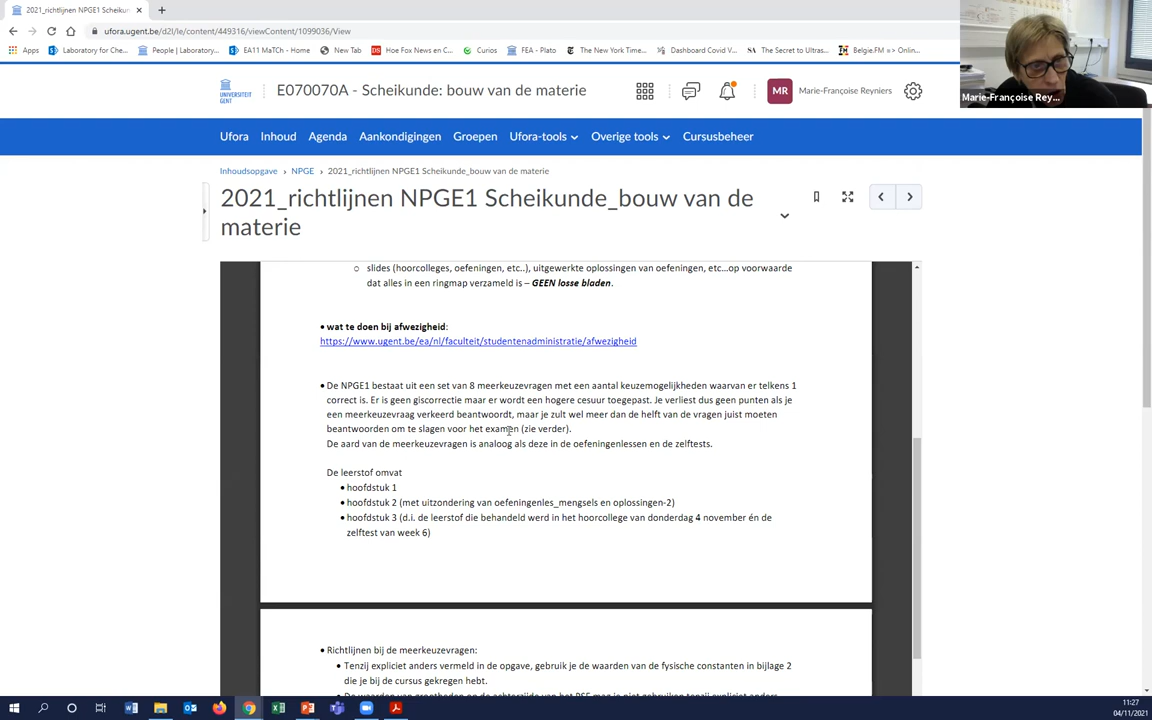 2021_richtlijnen NPGE1 Scheikun
ufora.ugent.be/d2l/le/content/449316/viewContent/1099036/View
Apps
Laboratory for Che...
People | Laboratory...
EA11 MaTCh - Home
New Tab
DS Hoe Fox News en C...
Curios
FEA - Plato
The New York Time...
Dashboard Covid V...
SA The Secret to Ultras...
Belgie.FM => Onlin...
UNIVERSITEIT
GENT
E070070A - Scheikunde: bouw van de materie
MR
Marie-Françoise Reyniers
Marie-Françoise Rey...
Ufora
Inhoud
Agenda
Aankondigingen
Groepen
Ufora-tools
Overige tools
Cursusbeheer
Inhoudsopgave › NPGE › 2021_richtlijnen NPGE1 Scheikunde_bouw van de materie
2021_richtlijnen NPGE1 Scheikunde_bouw van de
materie
o slides (hoorcolleges, oefeningen, etc..), uitgewerkte oplossingen van oefeningen, etc...op voorwaarde
dat alles in een ringmap verzameld is – GEEN losse bladen.
• wat te doen bij afwezigheid:
https://www.ugent.be/ea/nl/faculteit/studentenadministratie/afwezigheid
• De NPGE1 bestaat uit een set van 8 meerkeuzevragen met een aantal keuzemogelijkheden waarvan er telkens 1
correct is. Er is geen giscorrectie maar er wordt een hogere cesuur toegepast. Je verliest dus geen punten als je
een meerkeuzevraag verkeerd beantwoordt, maar je zult wel meer dan de helft van de vragen juist moeten
beantwoorden om te slagen voor het examen (zie verder).
De aard van de meerkeuzevragen is analoog als deze in de oefeningenlessen en de zelftests.
De leerstof omvat
• hoofdstuk 1
• hoofdstuk 2 (met uitzondering van oefeningenles_mengsels en oplossingen-2)
• hoofdstuk 3 (d.i. de leerstof die behandeld werd in het hoorcollege van donderdag 4 november én de
zelftest van week 6)
• Richtlijnen bij de meerkeuzevragen:
• Tenzij expliciet anders vermeld in de opgave, gebruik je de waarden van de fysische constanten in bijlage 2
die je bij de cursus gekregen hebt.
11:27
04/11/2021